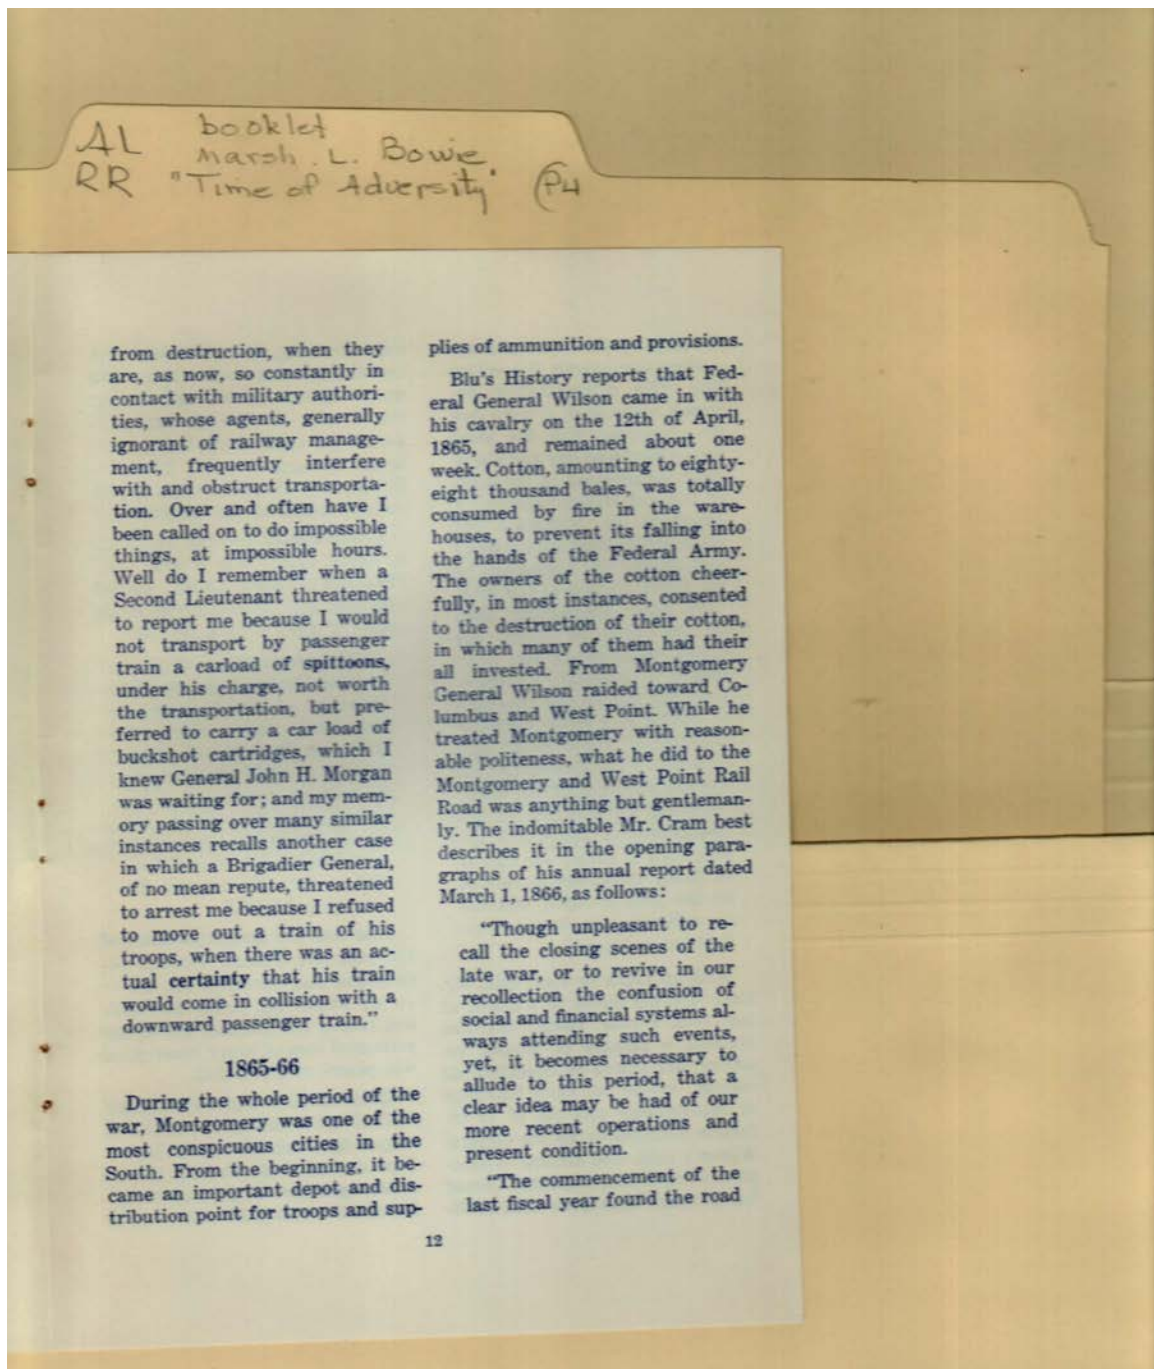 AL booklet
Marsh. L. Bowie
RR "Time of Adversity" P4
from destruction, when they
are, as now, so constantly in
contact with military authori-
ties, whose agents, generally
ignorant of railway manage-
ment, frequently interfere
with and obstruct transporta-
tion. Over and often have I
been called on to do impossible
things, at impossible hours.
Well do I remember when a
Second Lieutenant threatened
to report me because I would
not transport by passenger
train a carload of spittoons,
under his charge, not worth
the transportation, but pre-
ferred to carry a car load of
buckshot cartridges, which I
knew General John H. Morgan
was waiting for; and my mem-
ory passing over many similar
instances recalls another case
in which a Brigadier General,
of no mean repute, threatened
to arrest me because I refused
to move out a train of his
troops, when there was an ac-
tual certainty that his train
would come in collision with a
downward passenger train."
1865-66
During the whole period of the
war, Montgomery was one of the
most conspicuous cities in the
South. From the beginning, it be-
came an important depot and dis-
tribution point for troops and sup-
plies of ammunition and provisions.
Blu's History reports that Fed-
eral General Wilson came in with
his cavalry on the 12th of April,
1865, and remained about one
week. Cotton, amounting to eighty-
eight thousand bales, was totally
consumed by fire in the ware-
houses, to prevent its falling into
the hands of the Federal Army.
The owners of the cotton cheer-
fully, in most instances, consented
to the destruction of their cotton,
in which many of them had their
all invested. From Montgomery
General Wilson raided toward Co-
lumbus and West Point. While he
treated Montgomery with reason-
able politeness, what he did to the
Montgomery and West Point Rail
Road was anything but gentleman-
ly. The indomitable Mr. Cram best
describes it in the opening para-
graphs of his annual report dated
March 1, 1866, as follows:
"Though unpleasant to re-
call the closing scenes of the
late war, or to revive in our
recollection the confusion of
social and financial systems al-
ways attending such events,
yet, it becomes necessary to
allude to this period, that a
clear idea may be had of our
more recent operations and
present condition.
"The commencement of the
last fiscal year found the road
12